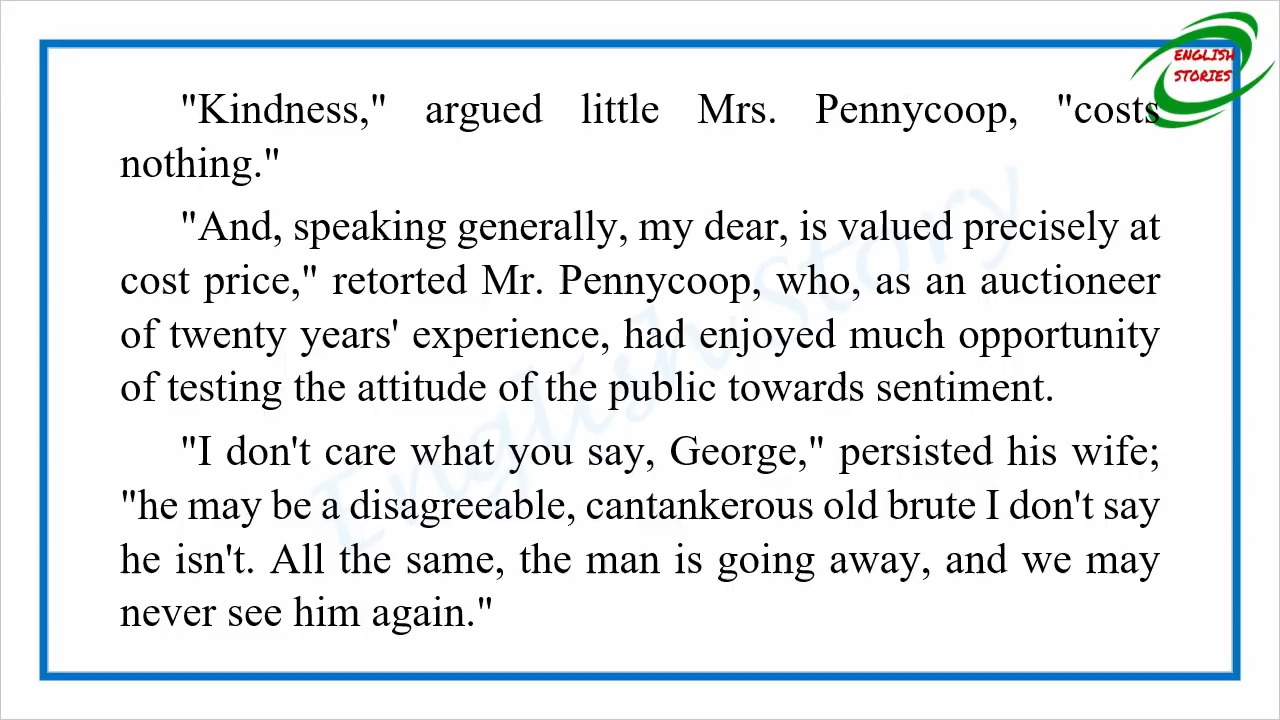 ENGLISH
STORIES
"Kindness," argued little Mrs. Pennycoop, "costs
nothing."
"And, speaking generally, my dear, is valued precisely at
cost price," retorted Mr. Pennycoop, who, as an auctioneer
of twenty years' experience, had enjoyed much opportunity
of testing the attitude of the public towards sentiment.
"I don't care what you say, George," persisted his wife;
"he may be a disagreeable, cantankerous old brute I don't say
he isn't. All the same, the man is going away, and we may
never see him again."
English Story